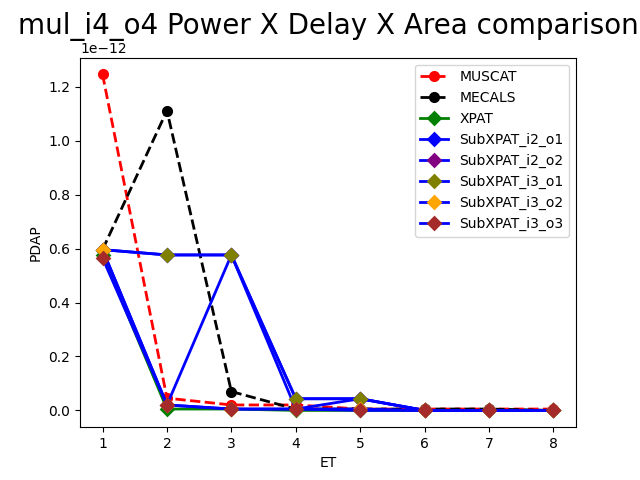 mul_i4_o4 Power X Delay X Area comparison
1e−12
MUSCAT
MECALS
XPAT
SubXPAT_i2_o1
SubXPAT_i2_o2
SubXPAT_i3_o1
SubXPAT_i3_o2
SubXPAT_i3_o3
1.2
1.0
0.8
0.6
0.4
0.2
0.0
PDAP
1 2 3 4 5 6 7 8
ET